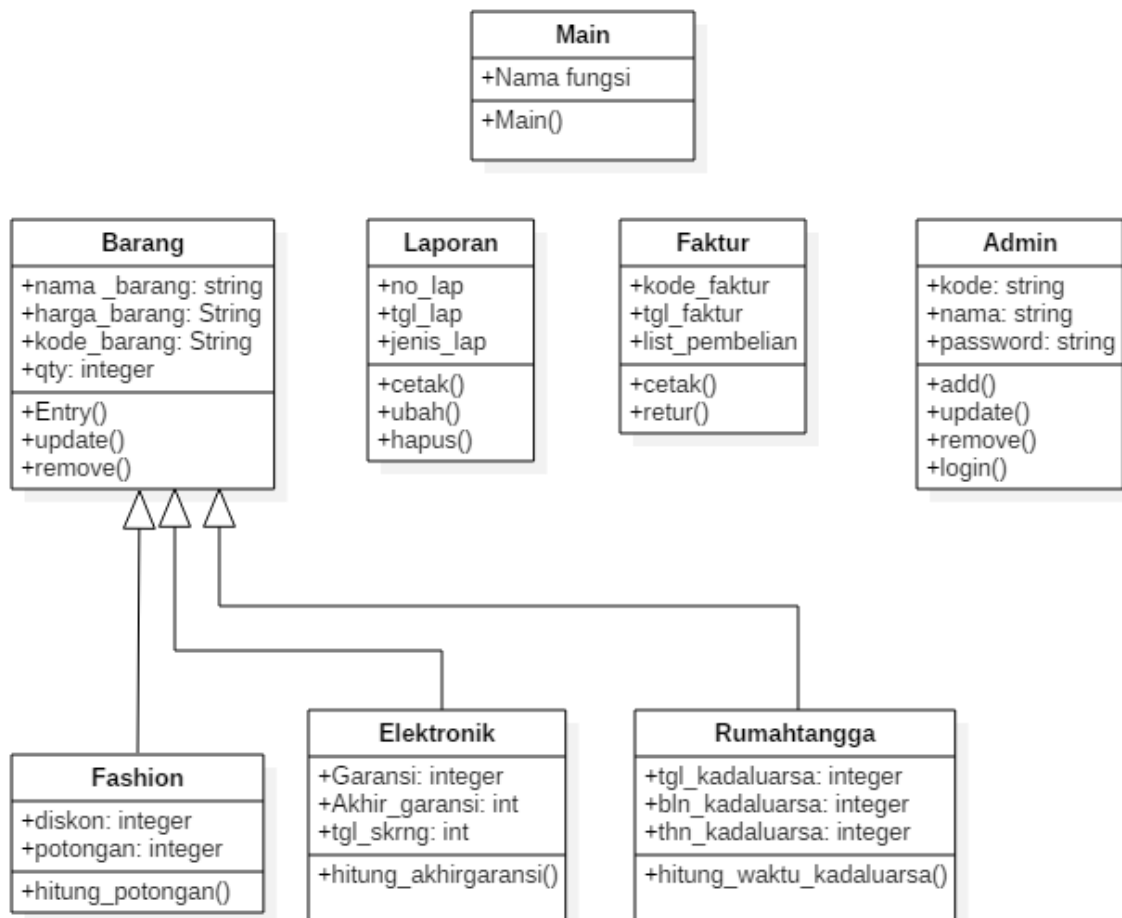 Main
+Nama fungsi
+Main()
Barang
+nama _barang: string
+harga_barang: String
+kode_barang: String
+qty: integer
+Entry()
+update()
+remove()
Laporan
+no_lap
+tgl_lap
+jenis_lap
+cetak()
+ubah()
+hapus()
Faktur
+kode_faktur
+tgl_faktur
+list_pembelian
+cetak()
+retur()
Admin
+kode: string
+nama: string
+password: string
+add()
+update()
+remove()
+login()
Fashion
+diskon: integer
+potongan: integer
+hitung_potongan()
Elektronik
+Garansi: integer
+Akhir_garansi: int
+tgl_skrng: int
+hitung_akhirgaransi()
Rumahtangga
+tgl_kadaluarsa: integer
+bln_kadaluarsa: integer
+thn_kadaluarsa: integer
+hitung_waktu_kadaluarsa()